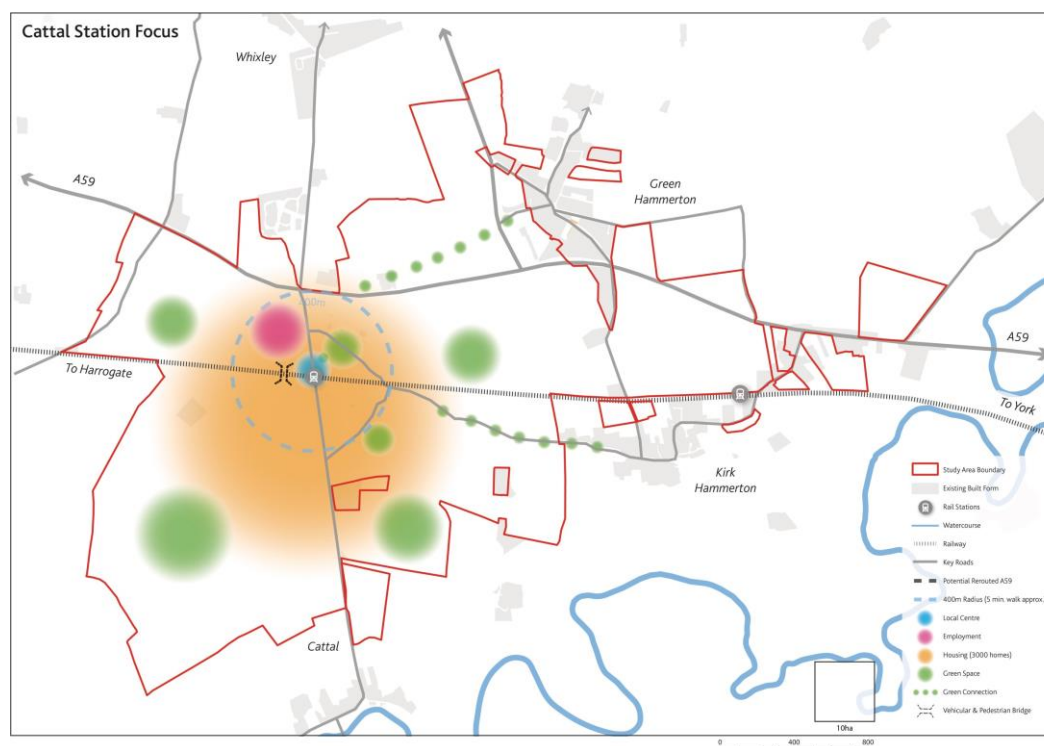 Cattal Station Focus
Whixley
A59
Green
Hammerton
400m
To Harrogate
A59
To York
Kirk
Hammerton
Cattal
Study Area Boundary
Existing Built Form
Rail Stations
Watercourse
Railway
Key Roads
Potential Rerouted A59
400m Radius (5 min. walk approx.
Local Centre
Employment
Housing (3000 homes)
Green Space
Green Connection
Vehicular & Pedestrian Bridge
10ha
0 400 800